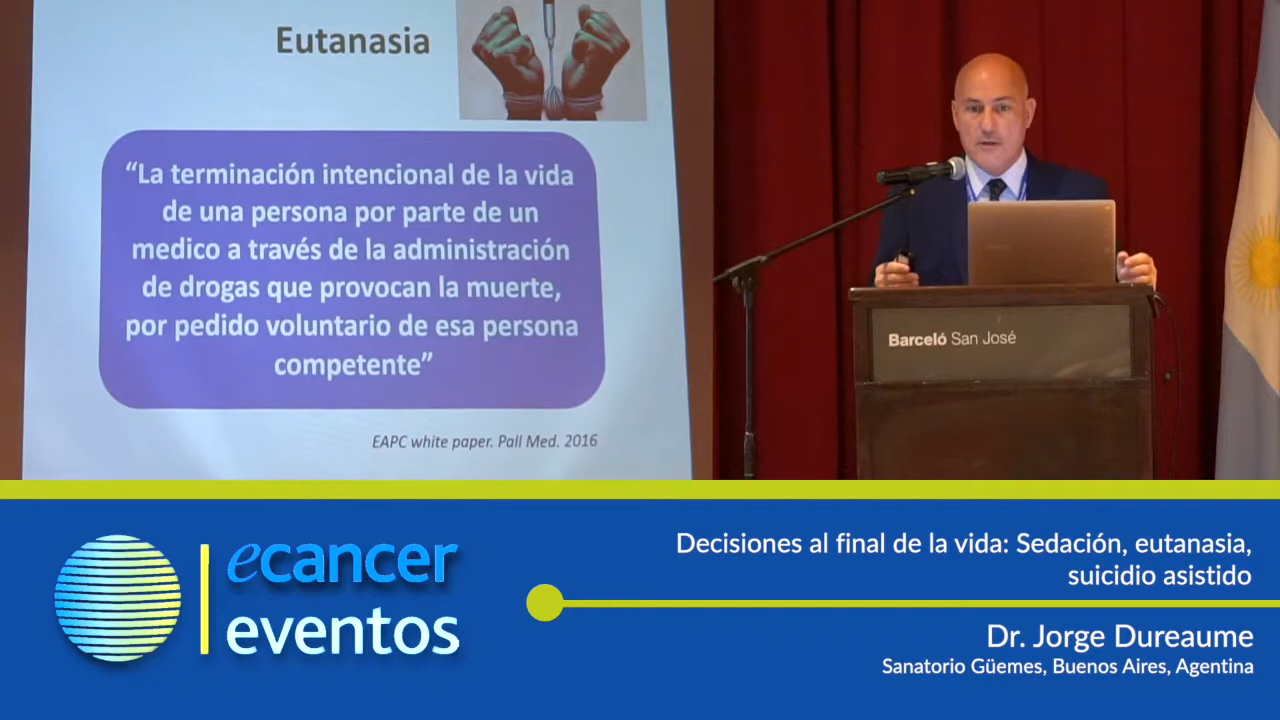 Eutanasia
“La terminación intencional de la vida
de una persona por parte de un
medico a través de la administración
de drogas que provocan la muerte,
por pedido voluntario de esa persona
competente”
EAPC white paper. Pall Med. 2016
Barceló San José
ecancer
eventos
Decisiones al final de la vida: Sedación, eutanasia,
suicidio asistido
Dr. Jorge Dureaume
Sanatorio Güemes, Buenos Aires, Agentina